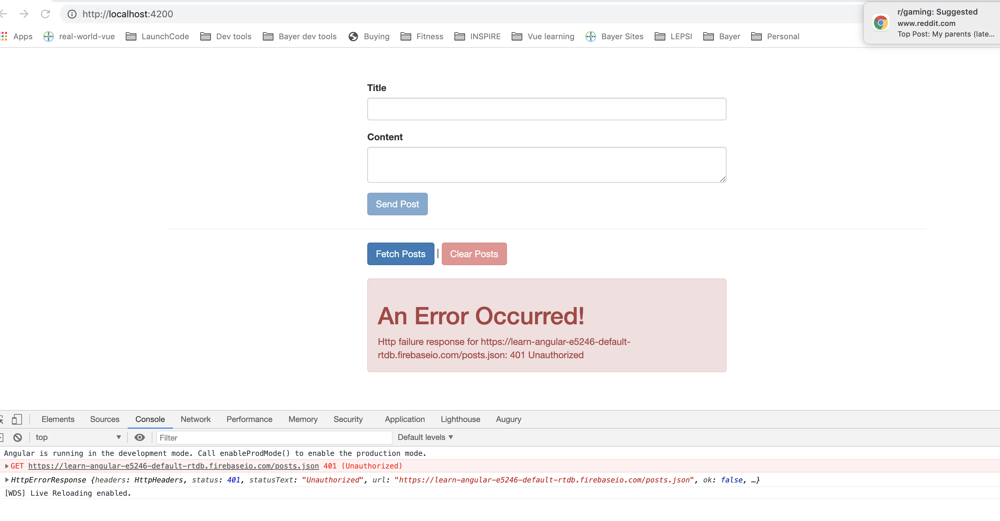 http://localhost:4200
r/gaming: Suggested
www.reddit.com
Top Post: My parents (late...
Apps BAYER real-world-vue LaunchCode Dev tools Bayer dev tools Buying Fitness INSPIRE Vue learning BAYER Bayer Sites LEPSI Bayer Personal
Title
Content
Send Post
Fetch Posts | Clear Posts
An Error Occurred!
Http failure response for https://learn-angular-e5246-default-
rtdb.firebaseio.com/posts.json: 401 Unauthorized
Elements Sources Console Network Performance Memory Security Application Lighthouse Augury
top Filter Default levels
Angular is running in the development mode. Call enableProdMode() to enable the production mode.
GET https://learn-angular-e5246-default-rtdb.firebaseio.com/posts.json 401 (Unauthorized)
HttpErrorResponse {headers: HttpHeaders, status: 401, statusText: "Unauthorized", url: "https://learn-angular-e5246-default-rtdb.firebaseio.com/posts.json", ok: false, …}
[WDS] Live Reloading enabled.